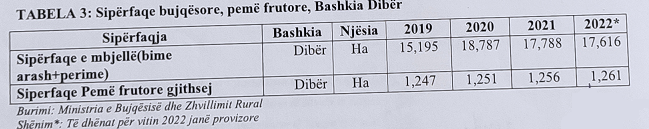 TABELA 3: Sipërfaqe bujqësore, pemë frutore, Bashkia Dibër
Sipërfaqja Bashkia Njësia 2019 2020 2021 2022*
Sipërfaqe e mbjellë(bime arash+perime) Dibër Ha 15,195 18,787 17,788 17,616
Siperfaqe Pemë frutore gjithsej Dibër Ha 1,247 1,251 1,256 1,261
Burimi: Ministria e Bujqësisë dhe Zhvillimit Rural
Shënim*: Të dhënat për vitin 2022 janë provizore